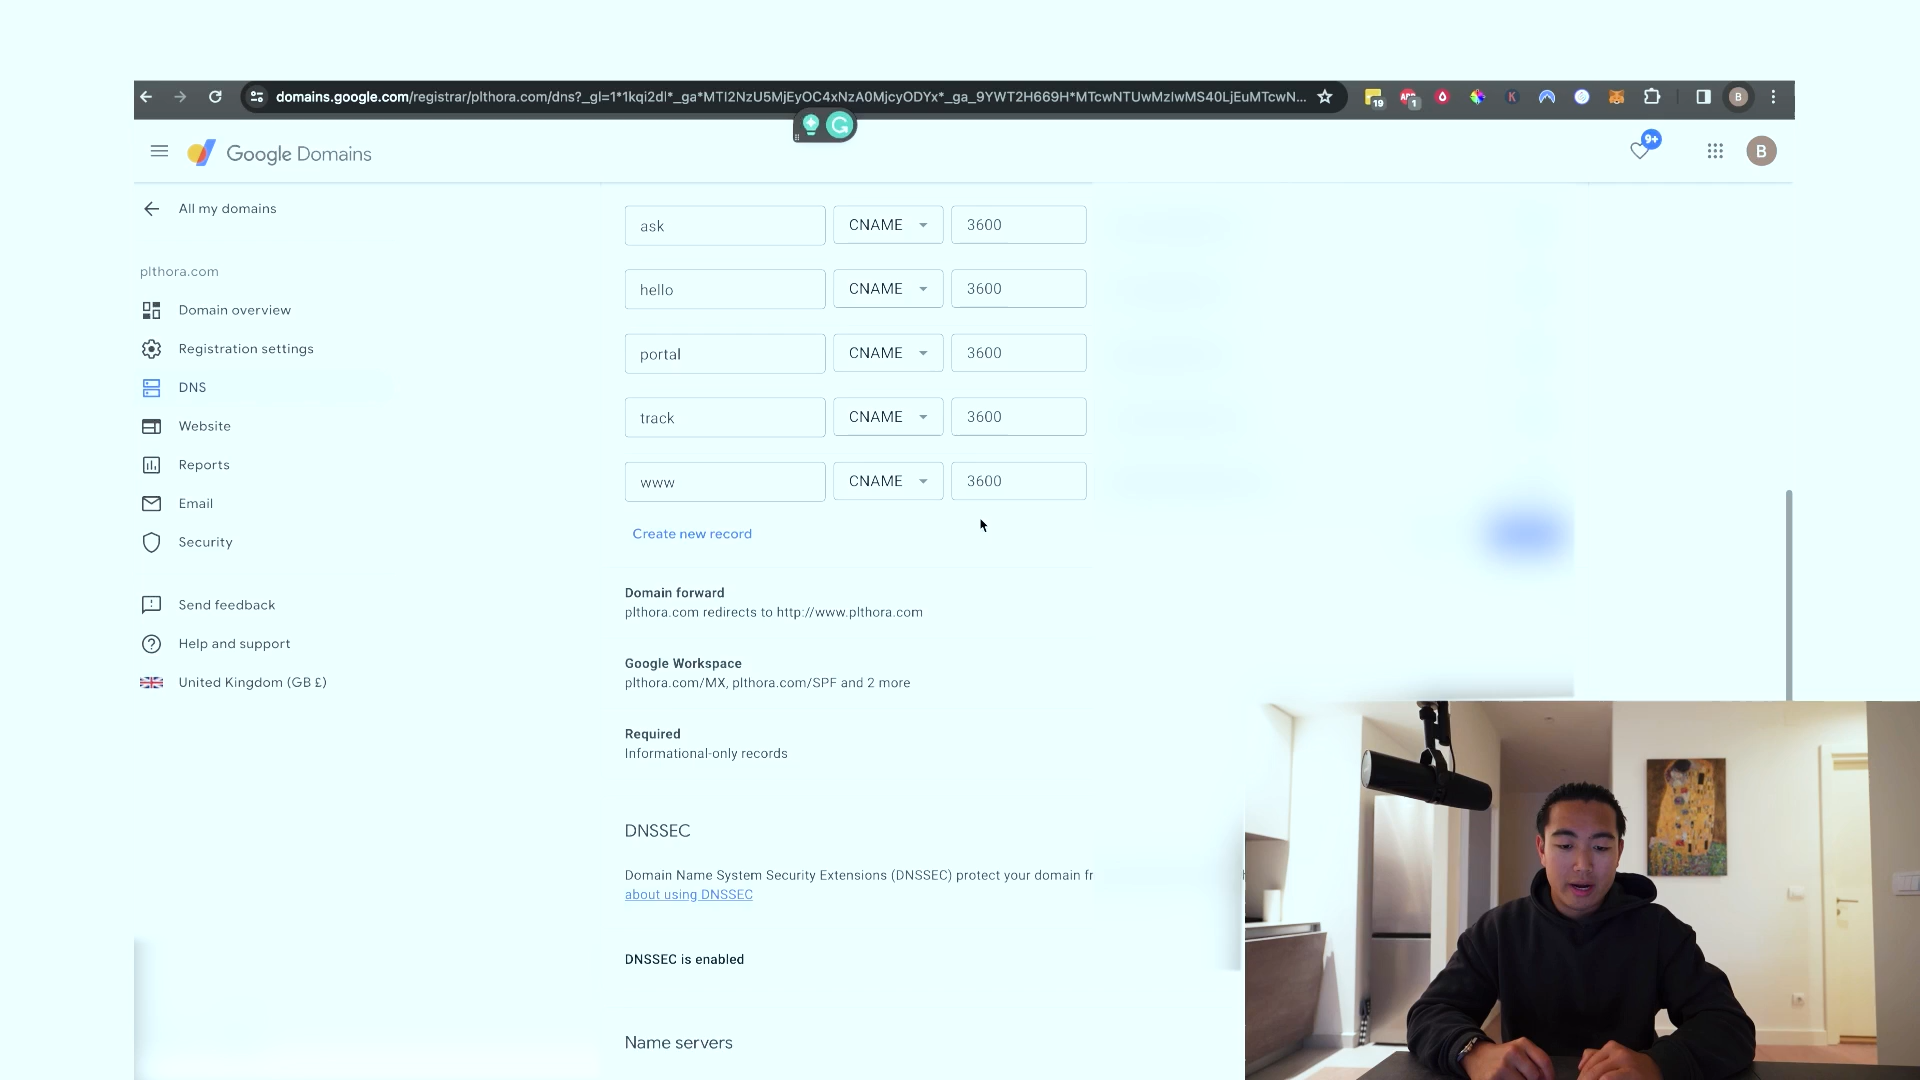 domains.google.com/registrar/plthora.com/dns?_gl=1*1kqi2dl*_ga*MTI2NzU5MjEyOC4xNzA0MjcyODYx*_ga_9YWT2H669H*MTcwNTUwMzIwMS40LjEuMTcwN...
19
1
K
B
Google Domains
9+
B
All my domains
plthora.com
Domain overview
Registration settings
DNS
Website
Reports
Email
Security
Send feedback
Help and support
United Kingdom (GB £)
ask CNAME 3600
hello CNAME 3600
portal CNAME 3600
track CNAME 3600
www CNAME 3600
Create new record
Domain forward
plthora.com redirects to http://www.plthora.com
Google Workspace
plthora.com/MX, plthora.com/SPF and 2 more
Required
Informational-only records
DNSSEC
Domain Name System Security Extensions (DNSSEC) protect your domain fr
about using DNSSEC
DNSSEC is enabled
Name servers